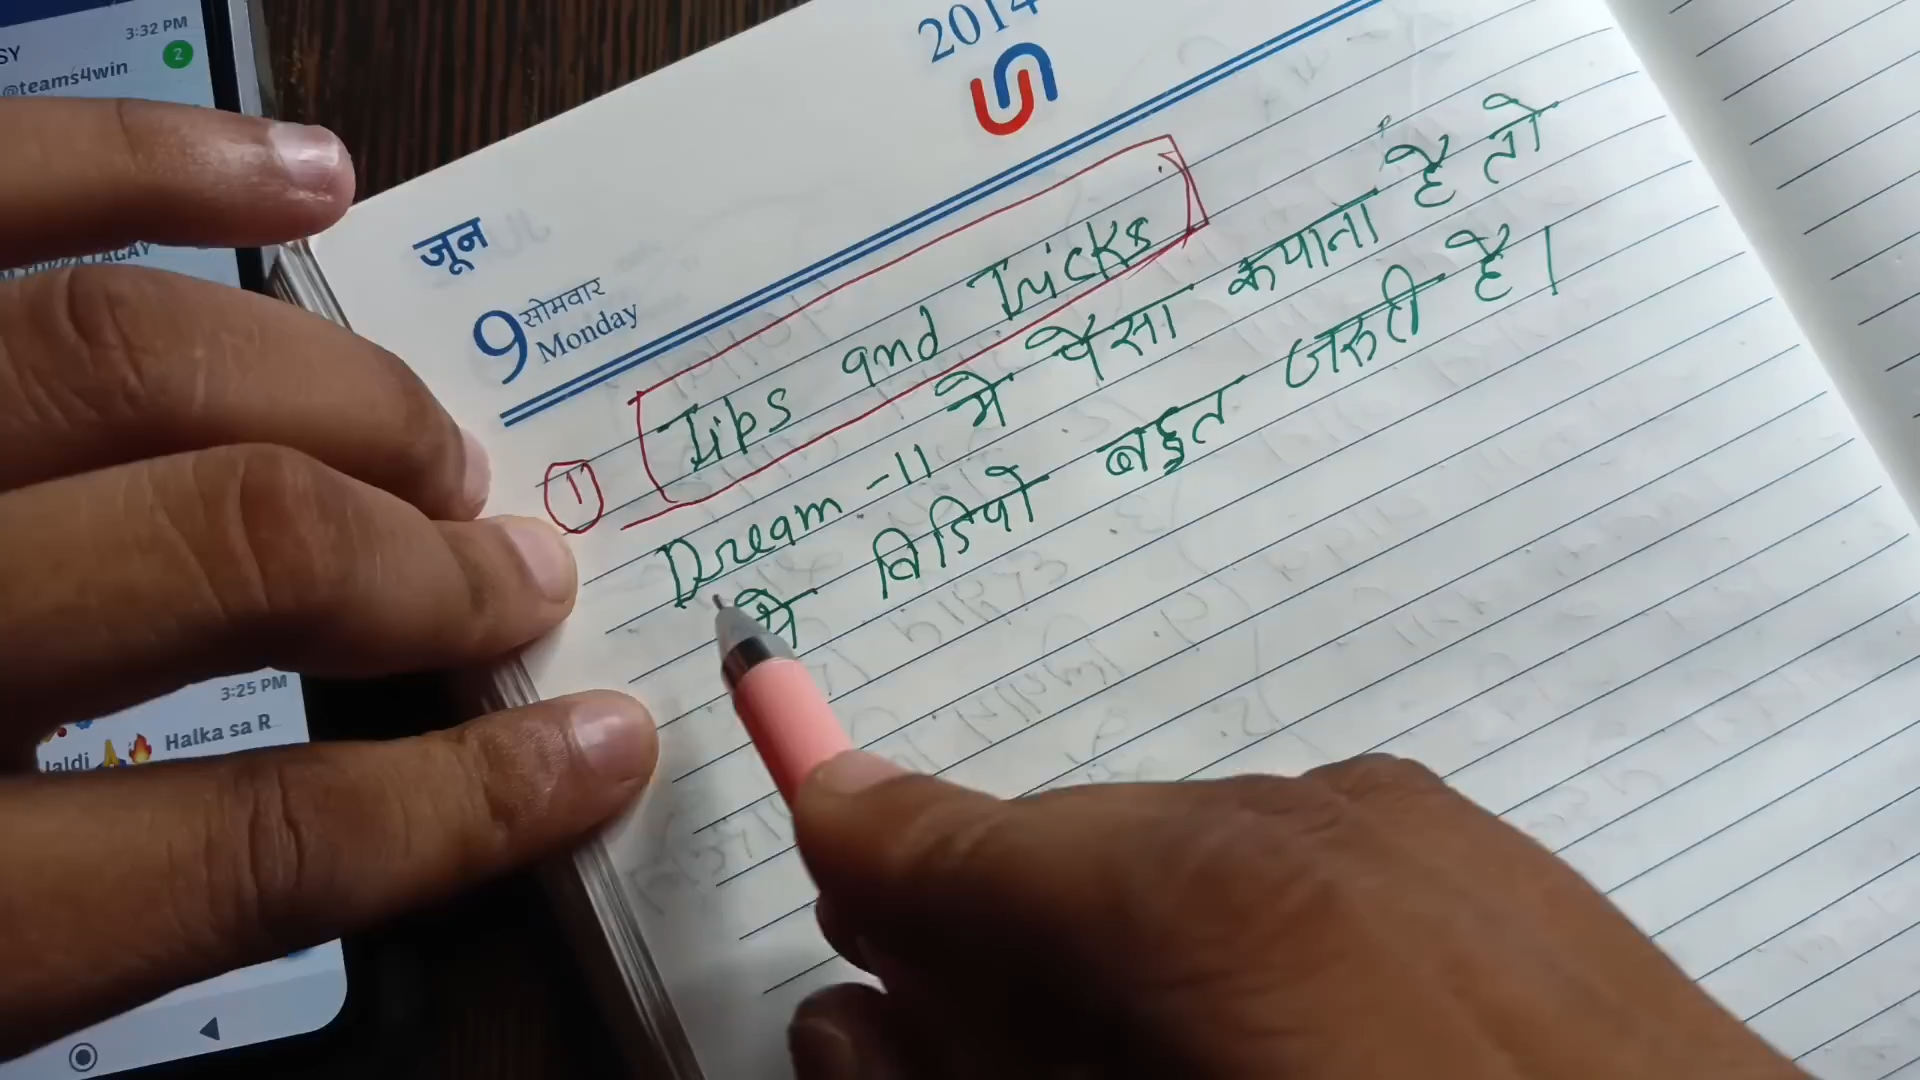 3:32 PM
@teams4win
2
2014
जून
9 सोमवार
Monday
Tips and Tricks
① Dream-11 मे पैसा कमाना है तो
ये विडियो बहुत जरुरी है।
3:25 PM
Jaldi 🙏🔥 Halka sa R